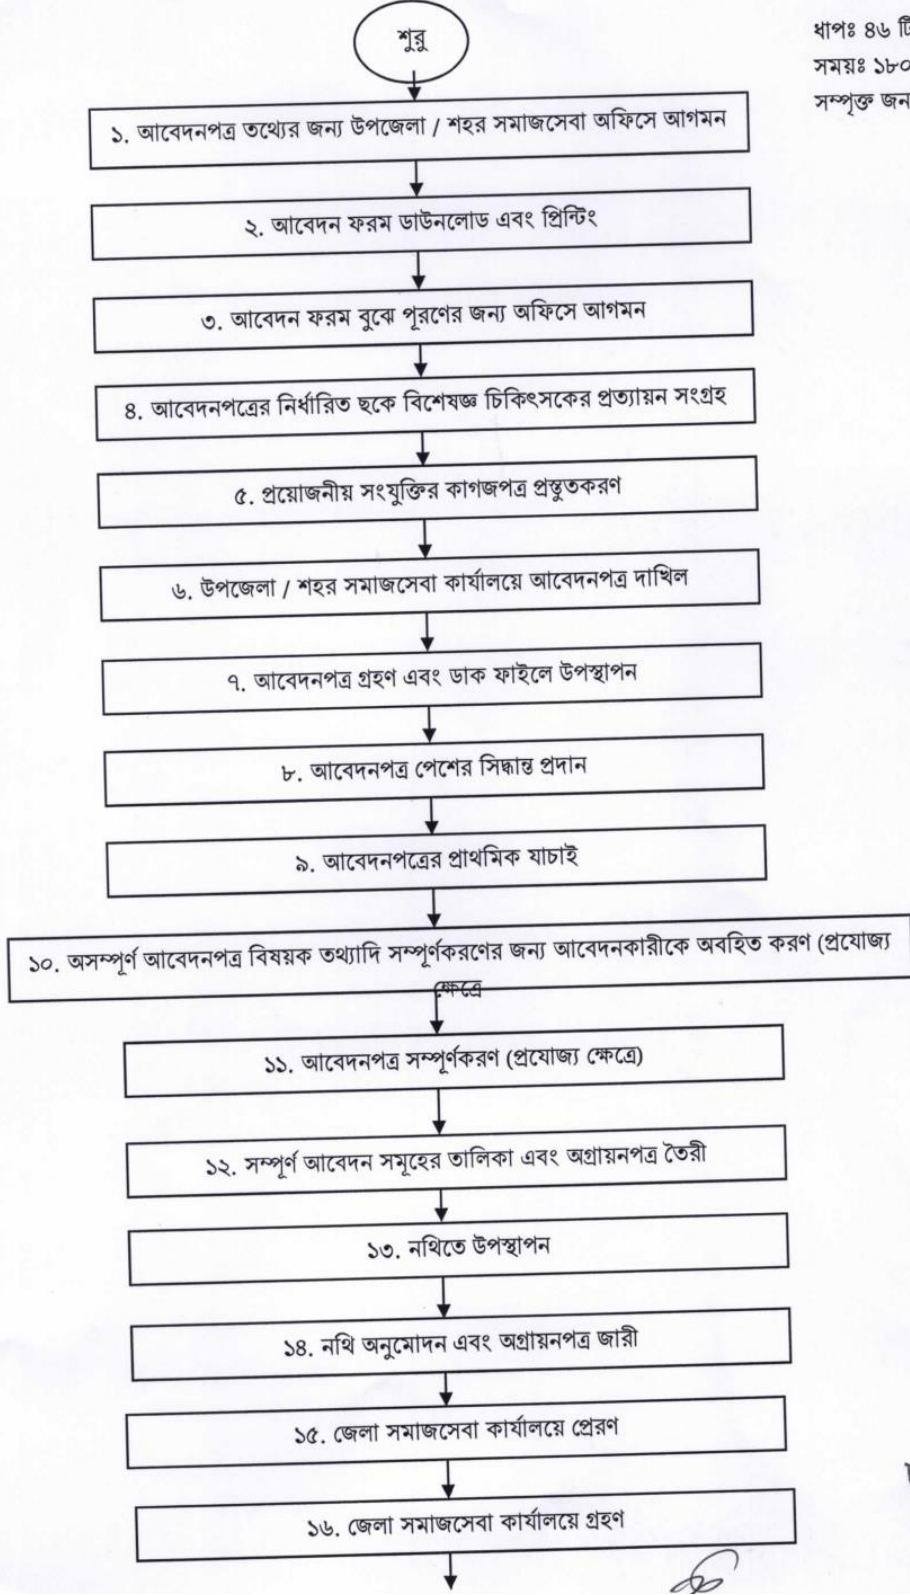 শুরু
ধাপঃ ৪৬ টি
সময়ঃ ১৮০
সম্পৃক্ত জন
১. আবেদনপত্র তথ্যের জন্য উপজেলা / শহর সমাজসেবা অফিসে আগমন
২. আবেদন ফরম ডাউনলোড এবং প্রিন্টিং
৩. আবেদন ফরম বুঝে পূরণের জন্য অফিসে আগমন
৪. আবেদনপত্রের নির্ধারিত ছকে বিশেষজ্ঞ চিকিৎসকের প্রত্যায়ন সংগ্রহ
৫. প্রয়োজনীয় সংযুক্তির কাগজপত্র প্রস্তুতকরণ
৬. উপজেলা / শহর সমাজসেবা কার্যালয়ে আবেদনপত্র দাখিল
৭. আবেদনপত্র গ্রহণ এবং ডাক ফাইলে উপস্থাপন
৮. আবেদনপত্র পেশের সিদ্ধান্ত প্রদান
৯. আবেদনপত্রের প্রাথমিক যাচাই
১০. অসম্পূর্ণ আবেদনপত্র বিষয়ক তথ্যাদি সম্পূর্ণকরণের জন্য আবেদনকারীকে অবহিত করণ (প্রযোজ্য
ক্ষেত্রে
১১. আবেদনপত্র সম্পূর্ণকরণ (প্রযোজ্য ক্ষেত্রে)
১২. সম্পূর্ণ আবেদন সমূহের তালিকা এবং অগ্রায়নপত্র তৈরী
১৩. নথিতে উপস্থাপন
১৪. নথি অনুমোদন এবং অগ্রায়নপত্র জারী
১৫. জেলা সমাজসেবা কার্যালয়ে প্রেরণ
১৬. জেলা সমাজসেবা কার্যালয়ে গ্রহণ